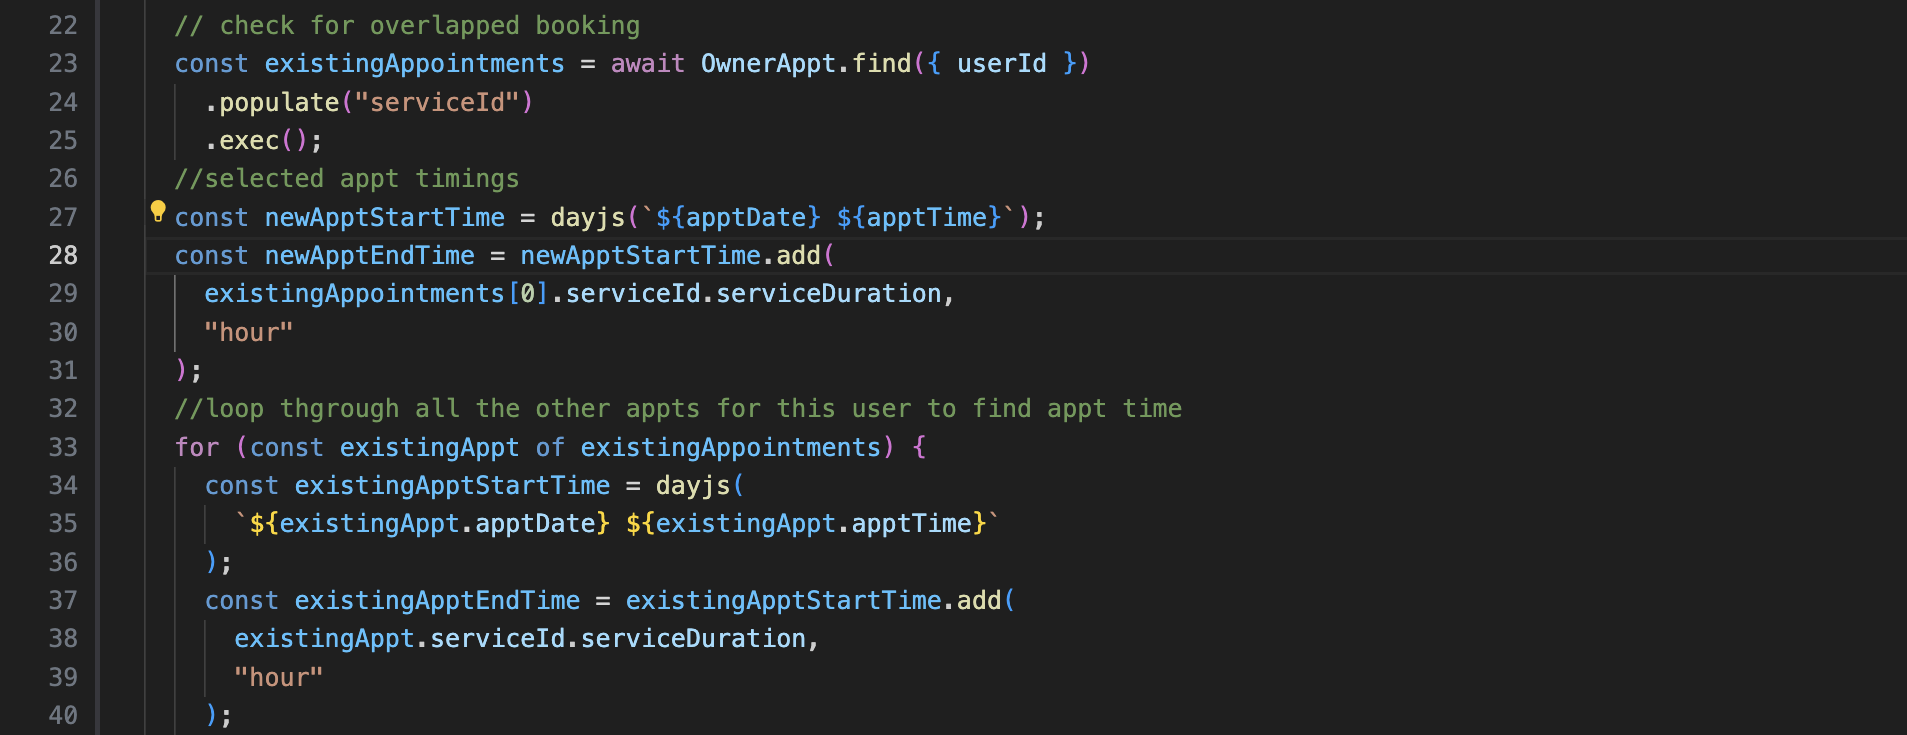 22 // check for overlapped booking
23 const existingAppointments = await OwnerAppt.find({ userId })
24 .populate("serviceId")
25 .exec();
26 //selected appt timings
27 const newApptStartTime = dayjs(`${apptDate} ${apptTime}`);
28 const newApptEndTime = newApptStartTime.add(
29 existingAppointments[0].serviceId.serviceDuration,
30 "hour"
31 );
32 //loop thgrough all the other appts for this user to find appt time
33 for (const existingAppt of existingAppointments) {
34 const existingApptStartTime = dayjs(
35 `${existingAppt.apptDate} ${existingAppt.apptTime}`
36 );
37 const existingApptEndTime = existingApptStartTime.add(
38 existingAppt.serviceId.serviceDuration,
39 "hour"
40 );